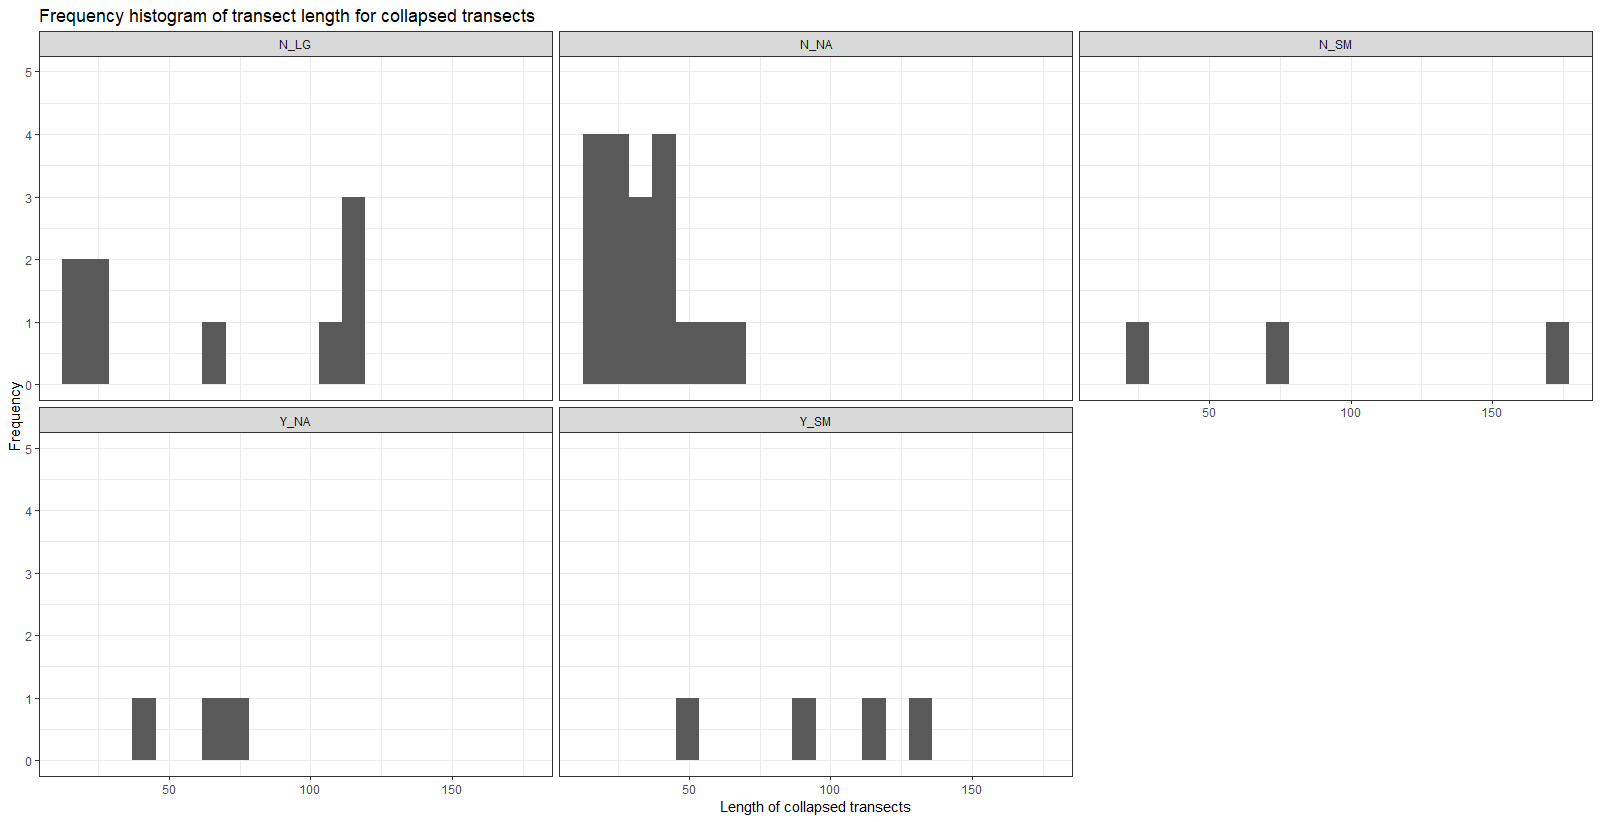 Frequency histogram of transect length for collapsed transects
N_LG
N_NA
N_SM
5
4
3
2
1
0
50
100
150
Y_NA
Y_SM
5
4
3
2
1
0
50
100
150
50
100
150
Frequency
Length of collapsed transects